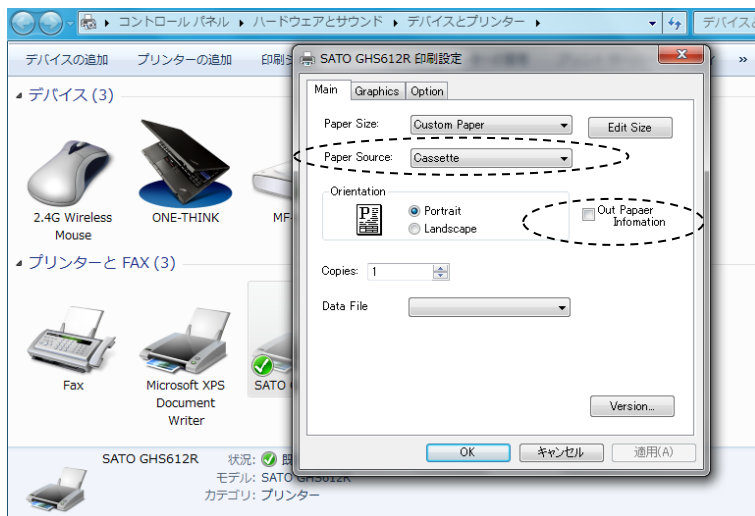 コントロール パネル ▸ ハードウェアとサウンド ▸ デバイスとプリンター ▸
デバイスと
デバイスの追加 プリンターの追加
»
デバイス (3)
2.4G Wireless
Mouse
ONE-THINK
プリンターと FAX (3)
Fax
Microsoft XPS
Document
Writer
SATO
SATO GHS612R 状況:
モデル: SATO GHS612R
カテゴリ: プリンター
SATO GHS612R 印刷設定
Main Graphics Option
Paper Size: Custom Paper Edit Size
Paper Source: Cassette
Orientation
Portrait
Landscape
Out Papaer
Infomation
Copies: 1
Data File
Version...
OK キャンセル 適用(A)